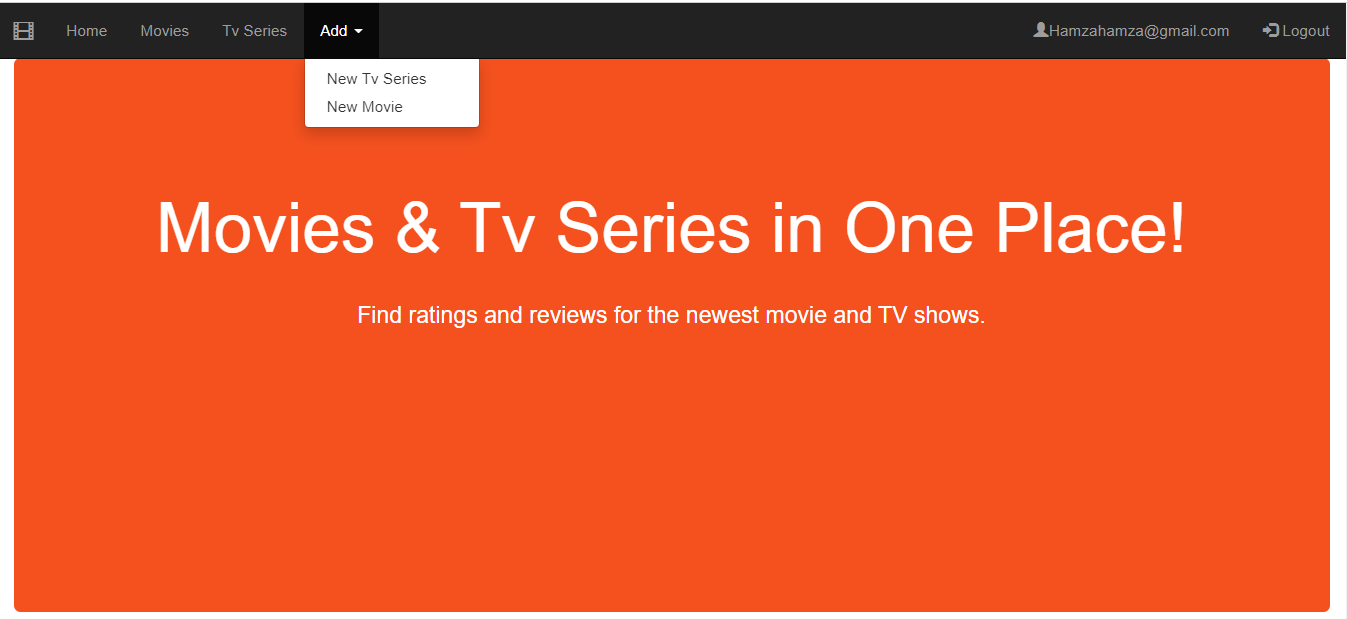 Home Movies Tv Series Add Hamzahamza@gmail.com Logout
New Tv Series
New Movie
Movies & Tv Series in One Place!
Find ratings and reviews for the newest movie and TV shows.